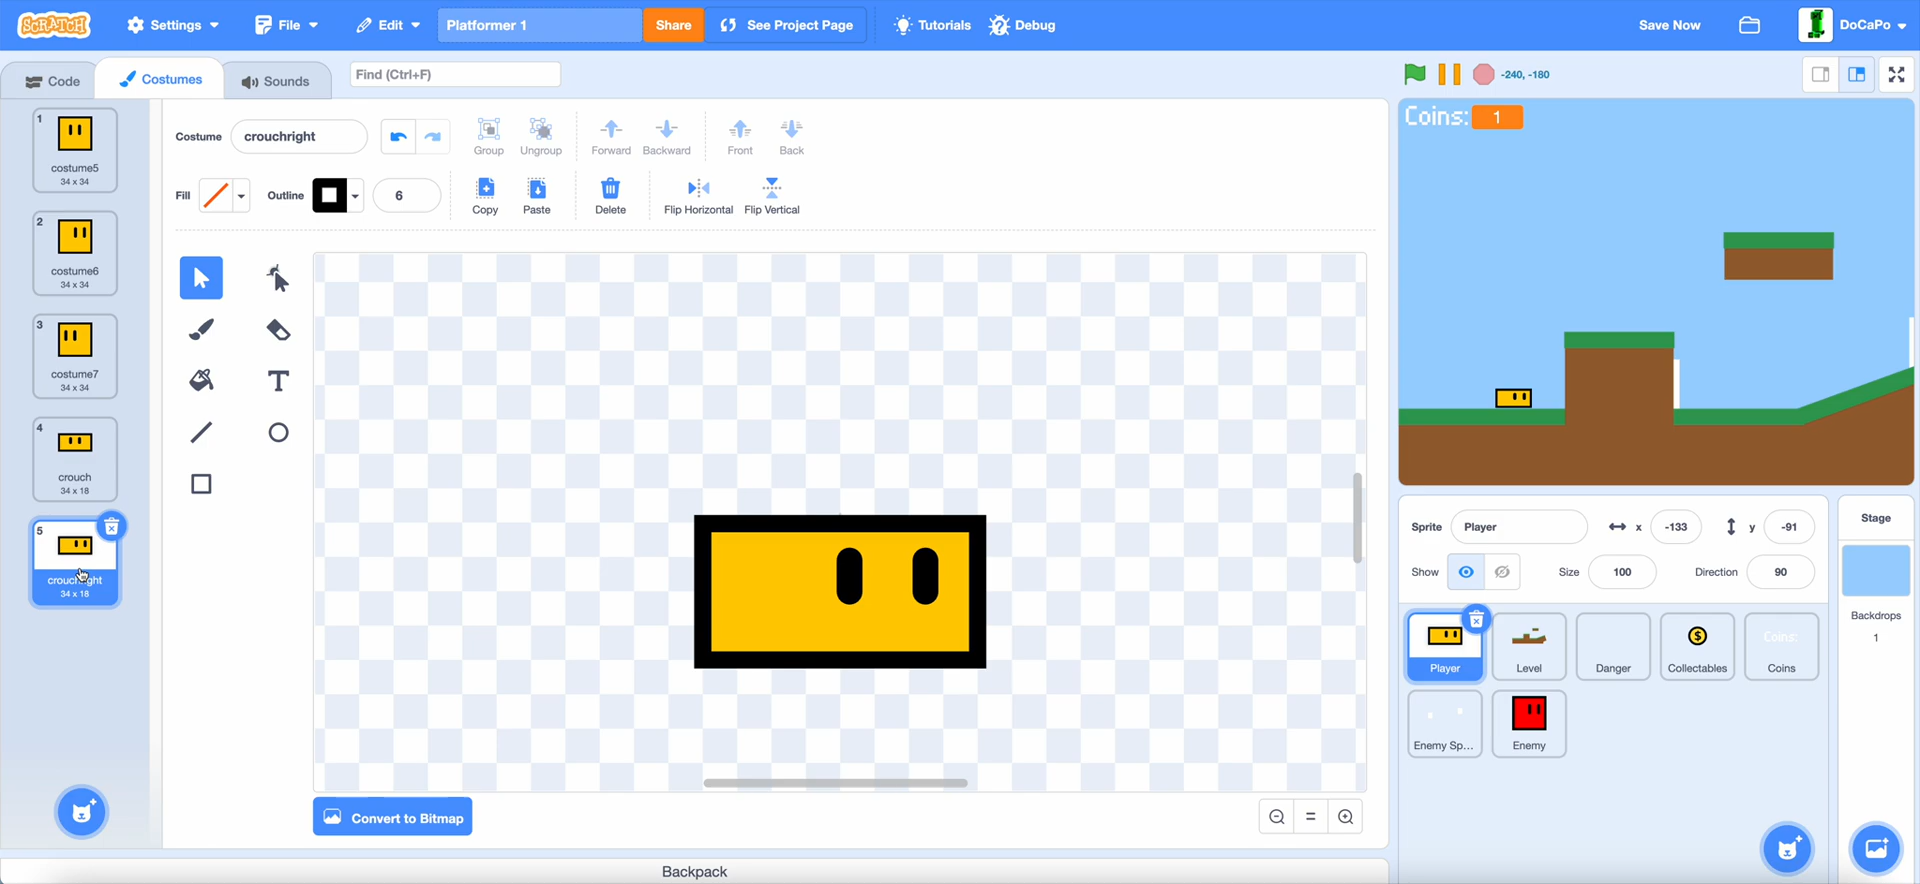 SCRATCH Settings File Edit Platformer 1 Share See Project Page Tutorials Debug Save Now DoCaPo
Code Costumes Sounds Find (Ctrl+F) -240, -180
1
costume5
34 x 34
2
costume6
34 x 34
3
costume7
34 x 34
4
crouch
34 x 18
5
crouchright
34 x 18
Costume crouchright Group Ungroup Forward Backward Front Back
Fill Outline 6 Copy Paste Delete Flip Horizontal Flip Vertical
T
Convert to Bitmap
Backpack
Coins: 1
Sprite Player x -133 y -91
Show Size 100 Direction 90
Player Level Danger Collectables Coins
Coins:
$
Enemy Sp... Enemy
Stage
Backdrops
1